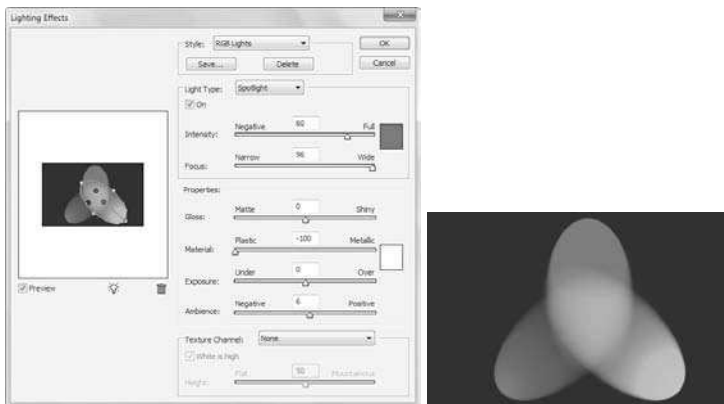 Lighting Effects
Style: RGB Lights
OK
Save... Delete
Cancel
Light Type: Spotlight
On
Intensity: Negative 60 Full
Focus: Narrow 96 Wide
Properties:
Gloss: Matte 0 Shiny
Material: Plastic -100 Metallic
Exposure: Under 0 Over
Ambience: Negative 6 Positive
Preview
Texture Channel: None
White is high
Height: Flat 50 Mountainous